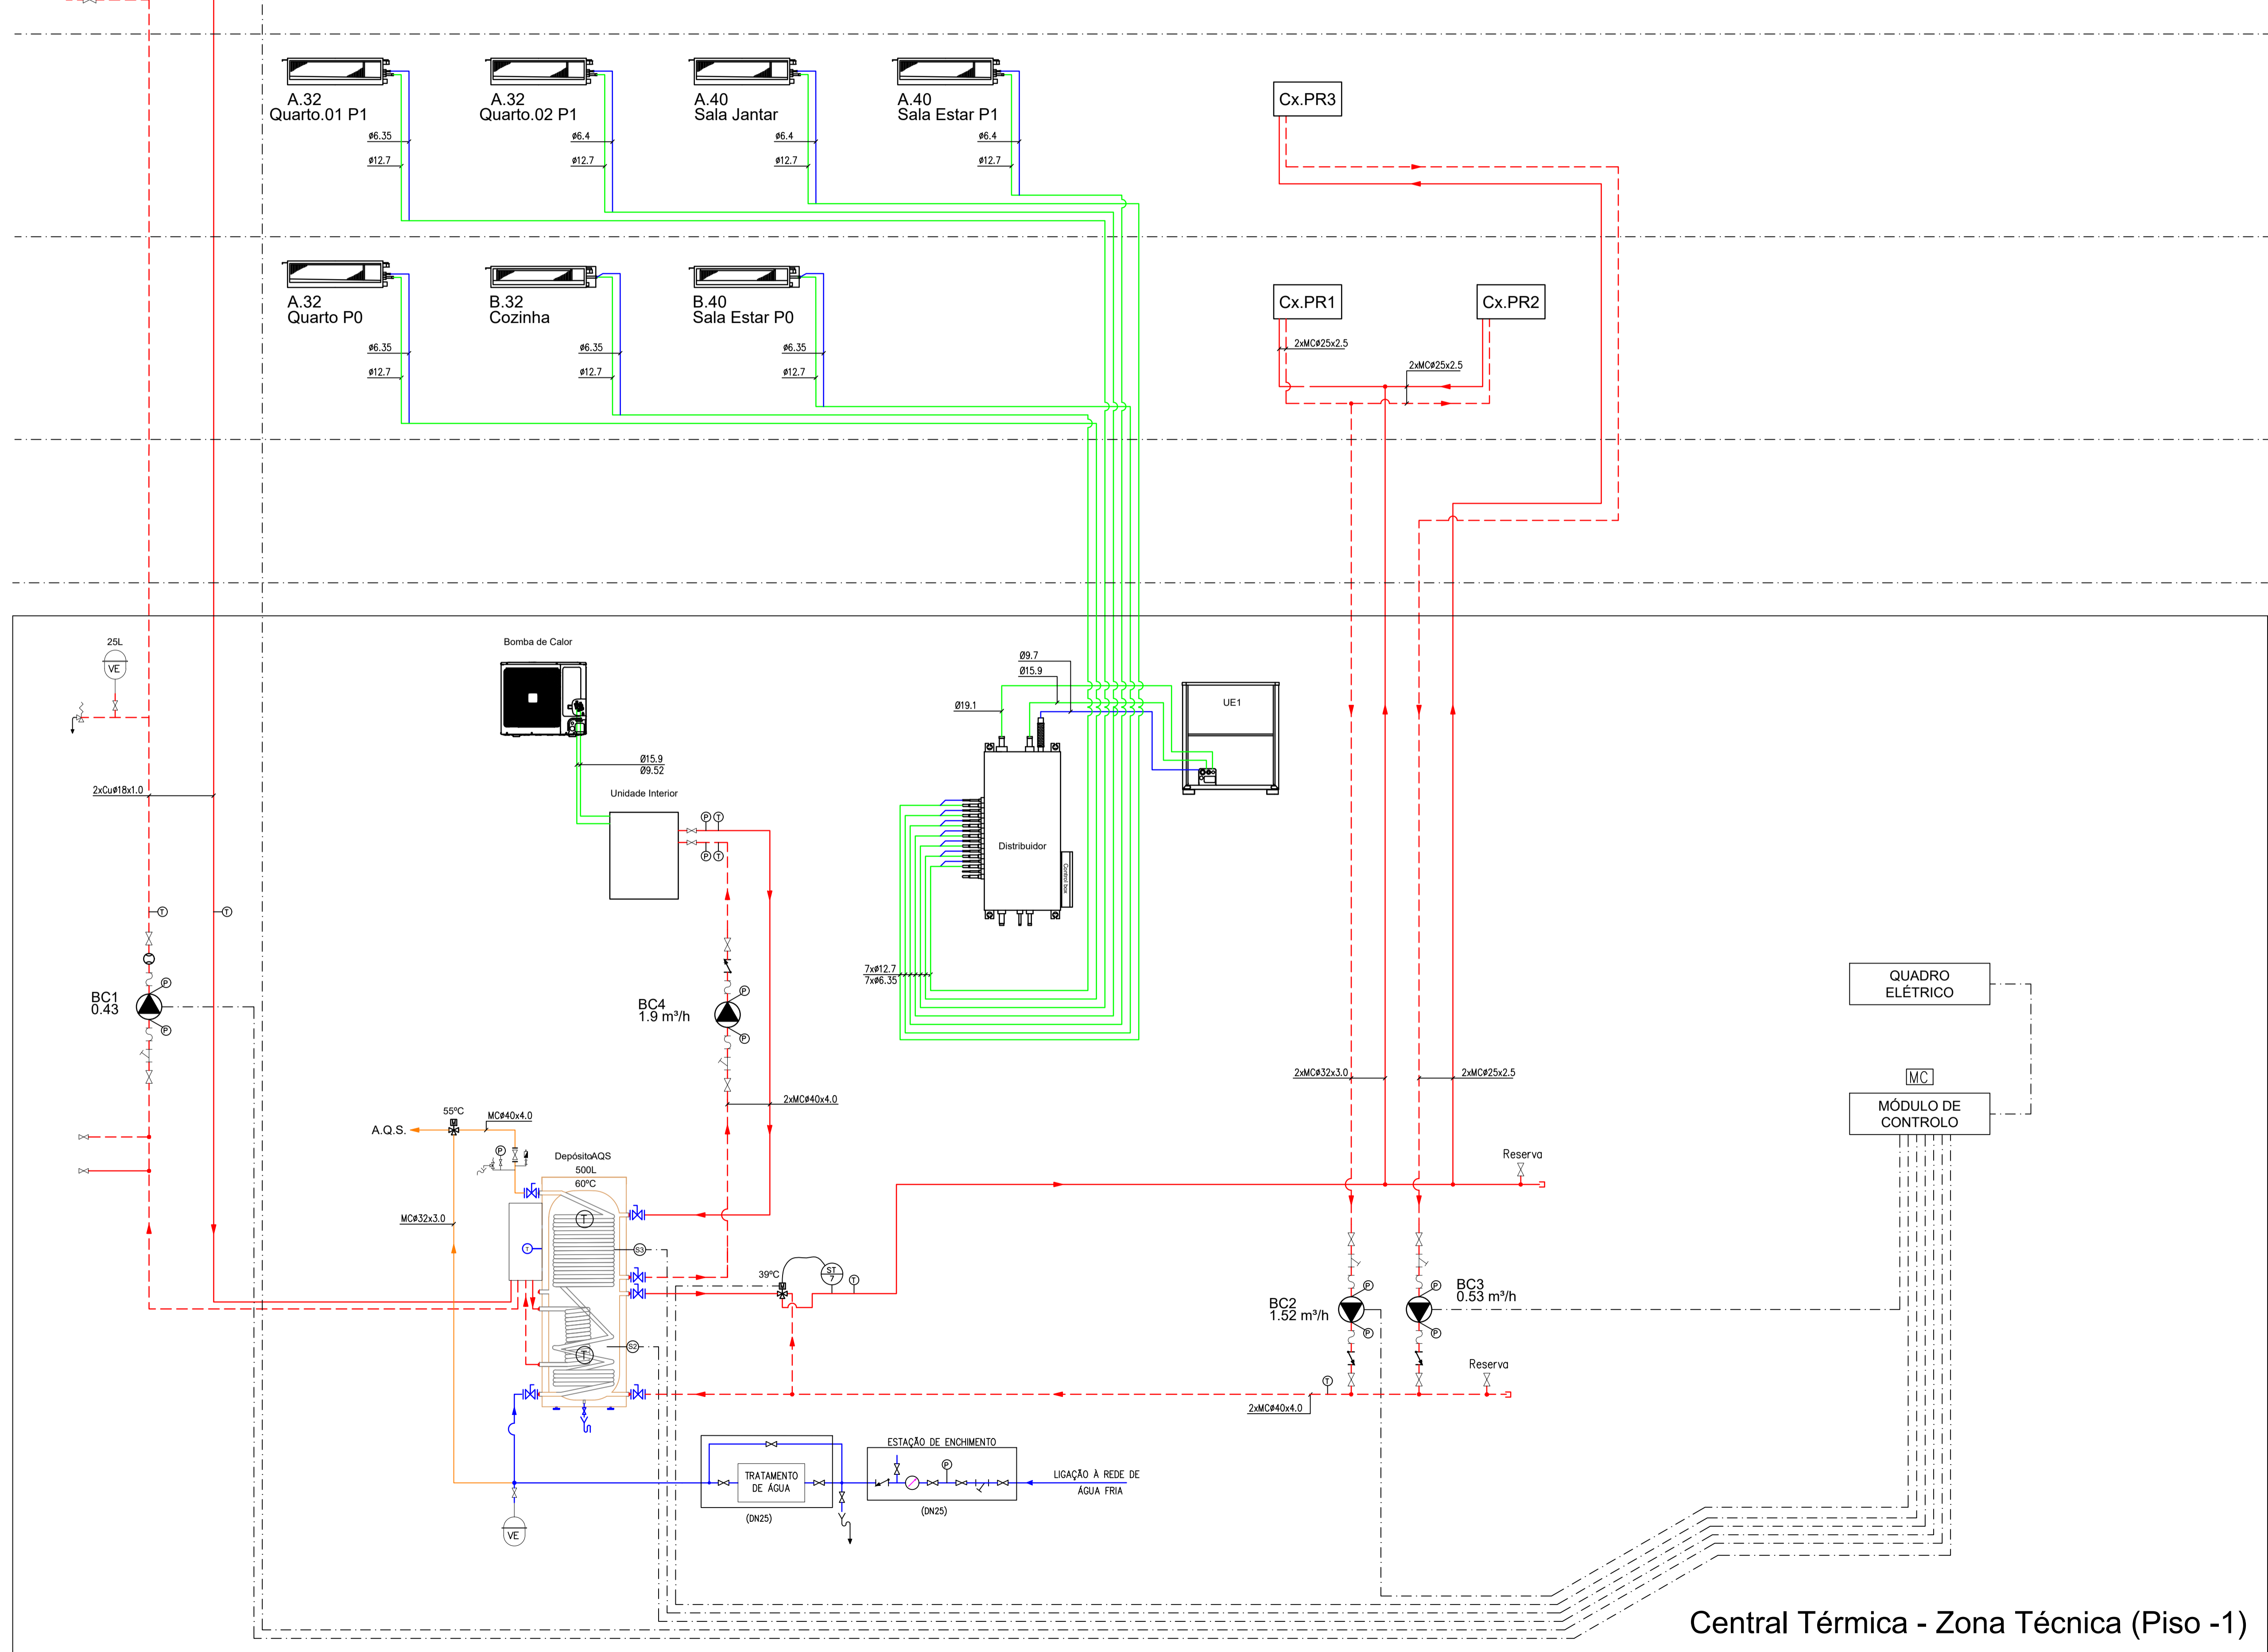 A.32
Quarto.01 P1
A.32
Quarto.02 P1
A.40
Sala Jantar
A.40
Sala Estar P1
Cx.PR3
ø6.35
ø12.7
ø6.4
ø12.7
ø6.4
ø12.7
ø6.4
ø12.7
A.32
Quarto P0
B.32
Cozinha
B.40
Sala Estar P0
Cx.PR1
Cx.PR2
ø6.35
ø12.7
ø6.35
ø12.7
ø6.35
ø12.7
2xMCø25x2.5
2xMCø25x2.5
25L
VE
Bomba de Calor
Ø15.9
Ø9.52
Unidade Interior
P
T
P
T
Ø9.7
Ø15.9
Ø19.1
UE1
Distribuidor
Control box
7xø12.7
7xø6.35
2xCuø18x1.0
T
T
P
BC1
0.43
P
P
BC4
1.9 m³/h
P
2xMCø40x4.0
2xMCø32x3.0
2xMCø25x2.5
QUADRO
ELÉTRICO
MC
MÓDULO DE
CONTROLO
55ºC
M
MCø40x4.0
A.Q.S.
P
DepósitoAQS
500L
60ºC
MCø32x3.0
T
T
S3
T
S2
39ºC
M
ST
7
T
Reserva
P
BC2
1.52 m³/h
P
P
BC3
0.53 m³/h
P
Reserva
T
2xMCø40x4.0
TRATAMENTO
DE ÁGUA
(DN25)
ESTAÇÃO DE ENCHIMENTO
P
(DN25)
LIGAÇÃO À REDE DE
ÁGUA FRIA
VE
Central Térmica - Zona Técnica (Piso -1)